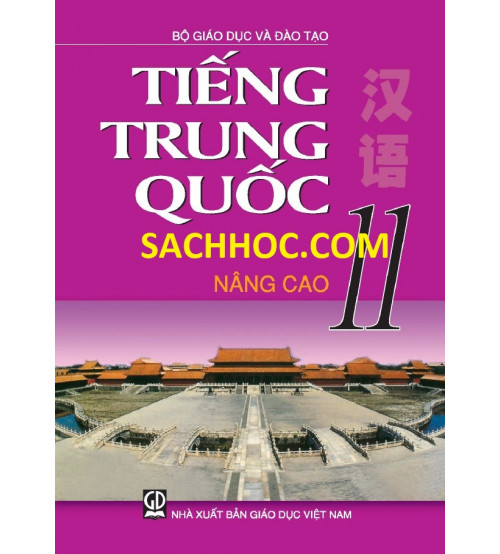 BỘ GIÁO DỤC VÀ ĐÀO TẠO
TIẾNG
TRUNG
QUỐC
汉
语
11
SACHHOC.COM
NÂNG CAO
GD
NHÀ XUẤT BẢN GIÁO DỤC VIỆT NAM